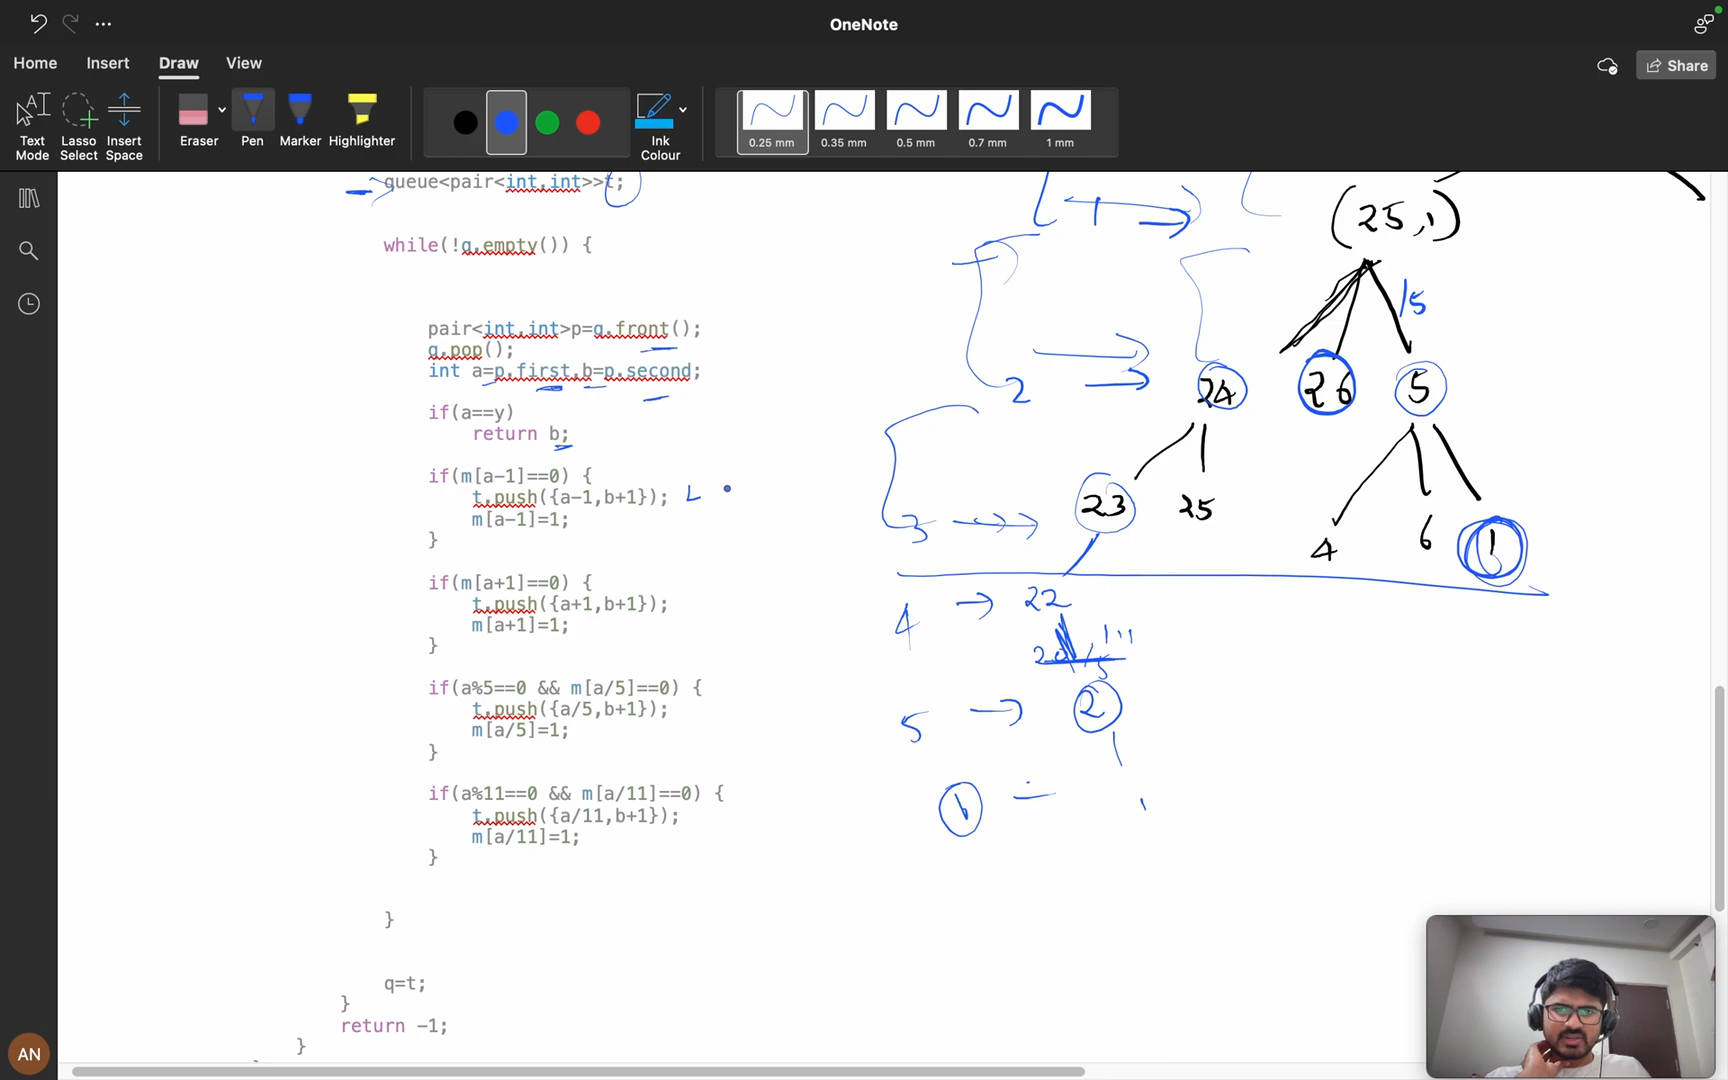 OneNote
Home Insert Draw View
Share
Text Mode
Lasso Select
Insert Space
Eraser
Pen
Marker
Highlighter
Ink Colour
0.25 mm
0.35 mm
0.5 mm
0.7 mm
1 mm
queue<pair<int,int>>t;
while(!q.empty()) {
pair<int,int>p=q.front();
q.pop();
int a=p.first,b=p.second;
if(a==y)
return b;
if(m[a-1]==0) {
t.push({a-1,b+1});
m[a-1]=1;
}
if(m[a+1]==0) {
t.push({a+1,b+1});
m[a+1]=1;
}
if(a%5==0 && m[a/5]==0) {
t.push({a/5,b+1});
m[a/5]=1;
}
if(a%11==0 && m[a/11]==0) {
t.push({a/11,b+1});
m[a/11]=1;
}
}
q=t;
}
return -1;
}
AN
1
(25,1)
/5
2 24 26 5
3 23 25 4 6 1
4 → 22
5 → 2